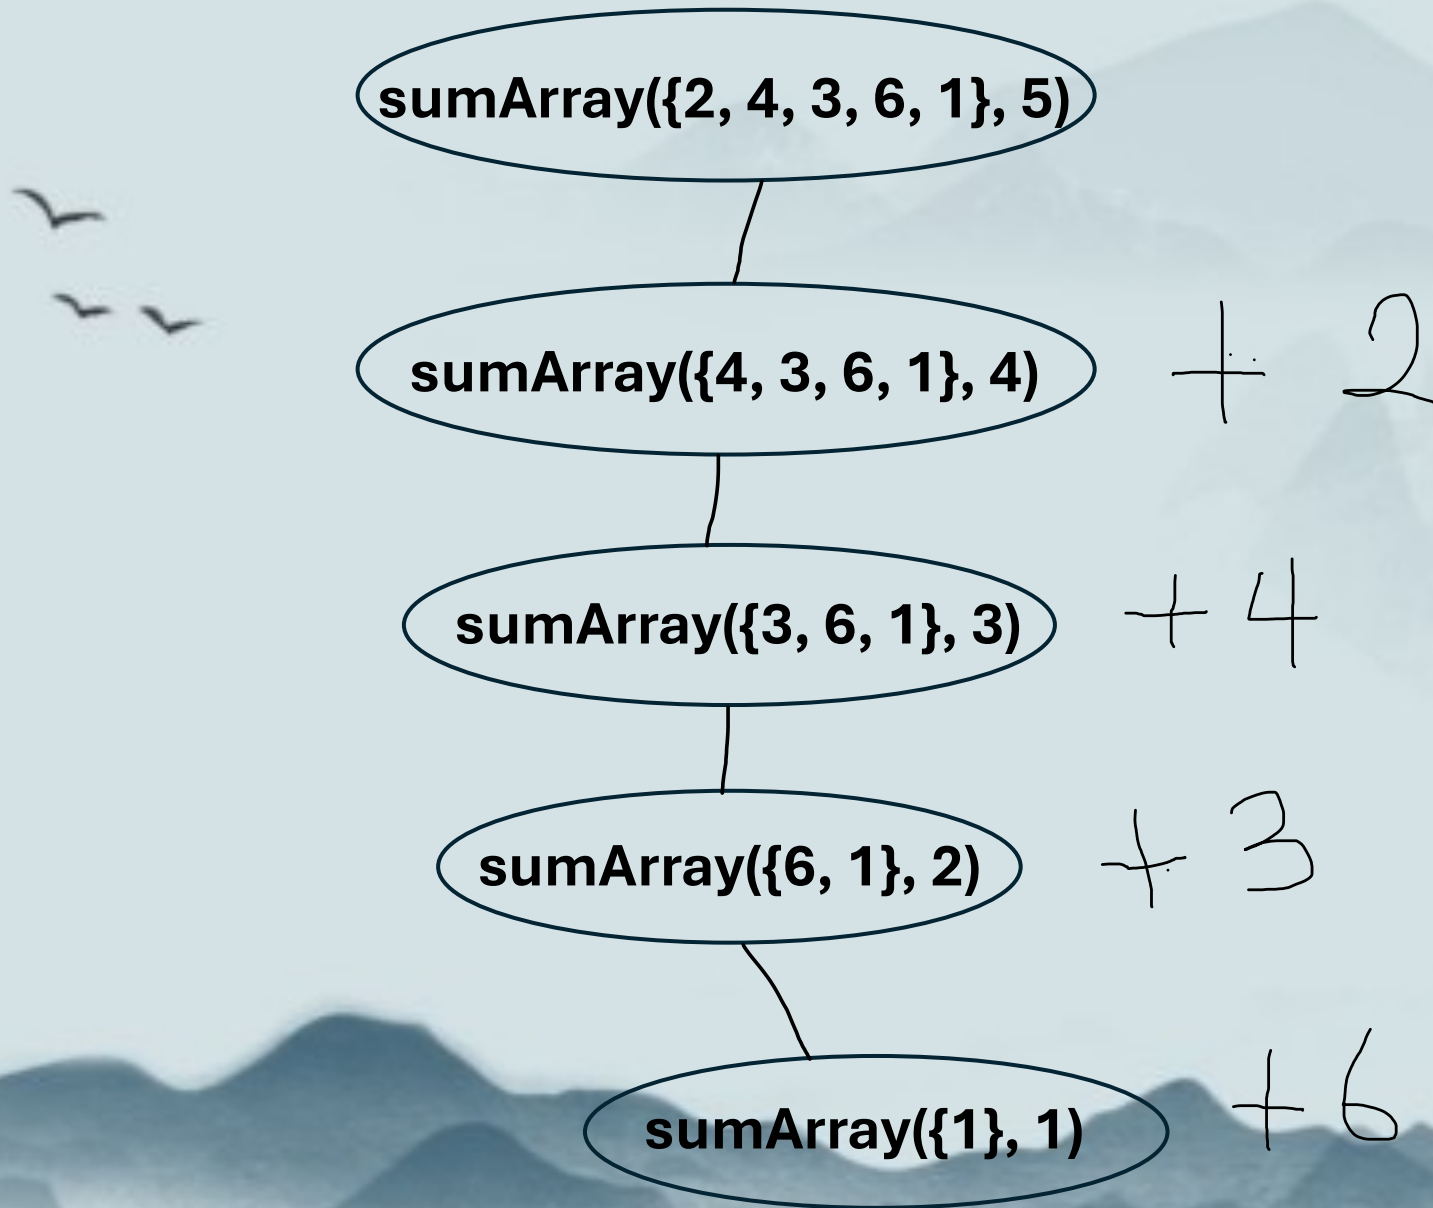 sumArray({2, 4, 3, 6, 1}, 5)
sumArray({4, 3, 6, 1}, 4) + 2
sumArray({3, 6, 1}, 3) + 4
sumArray({6, 1}, 2) + 3
sumArray({1}, 1) + 6